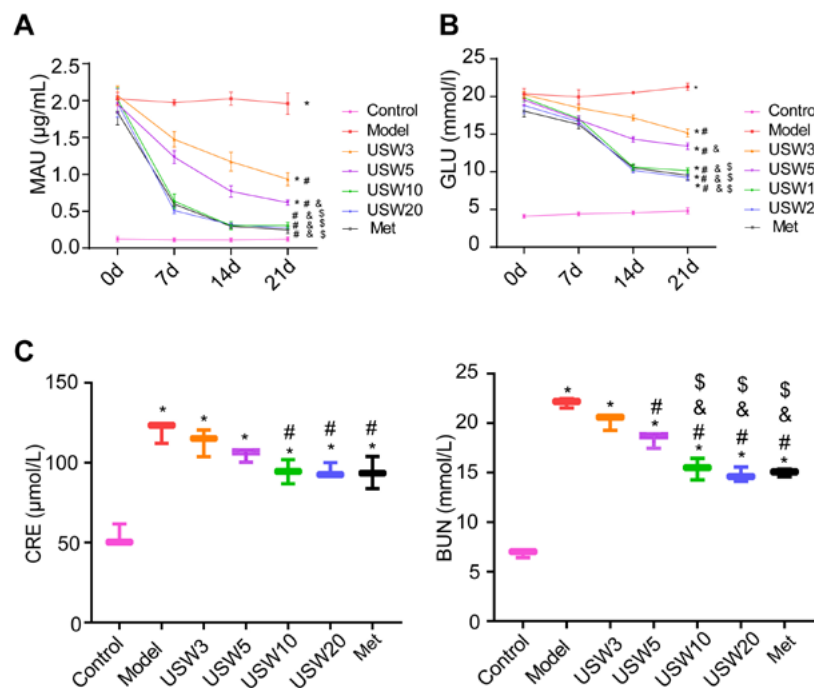 A
MAU (μg/mL)
2.5
2.0
1.5
1.0
0.5
0.0
0d
7d
14d
21d
*
* #
* # &
# & $
# & $
# & $
Control
Model
USW3
USW5
USW10
USW20
Met
B
GLU (mmol/l)
25
20
15
10
5
0
0d
7d
14d
21d
*
* #
* # &
* # & $
* # & $
* # & $
Control
Model
USW3
USW5
USW1
USW2
Met
C
CRE (μmol/L)
150
100
50
0
*
*
*
#
*
#
*
#
*
Control
Model
USW3
USW5
USW10
USW20
Met
BUN (mmol/L)
25
20
15
10
5
0
*
*
#
*
$
&
#
*
$
&
#
*
$
&
#
*
Control
Model
USW3
USW5
USW10
USW20
Met